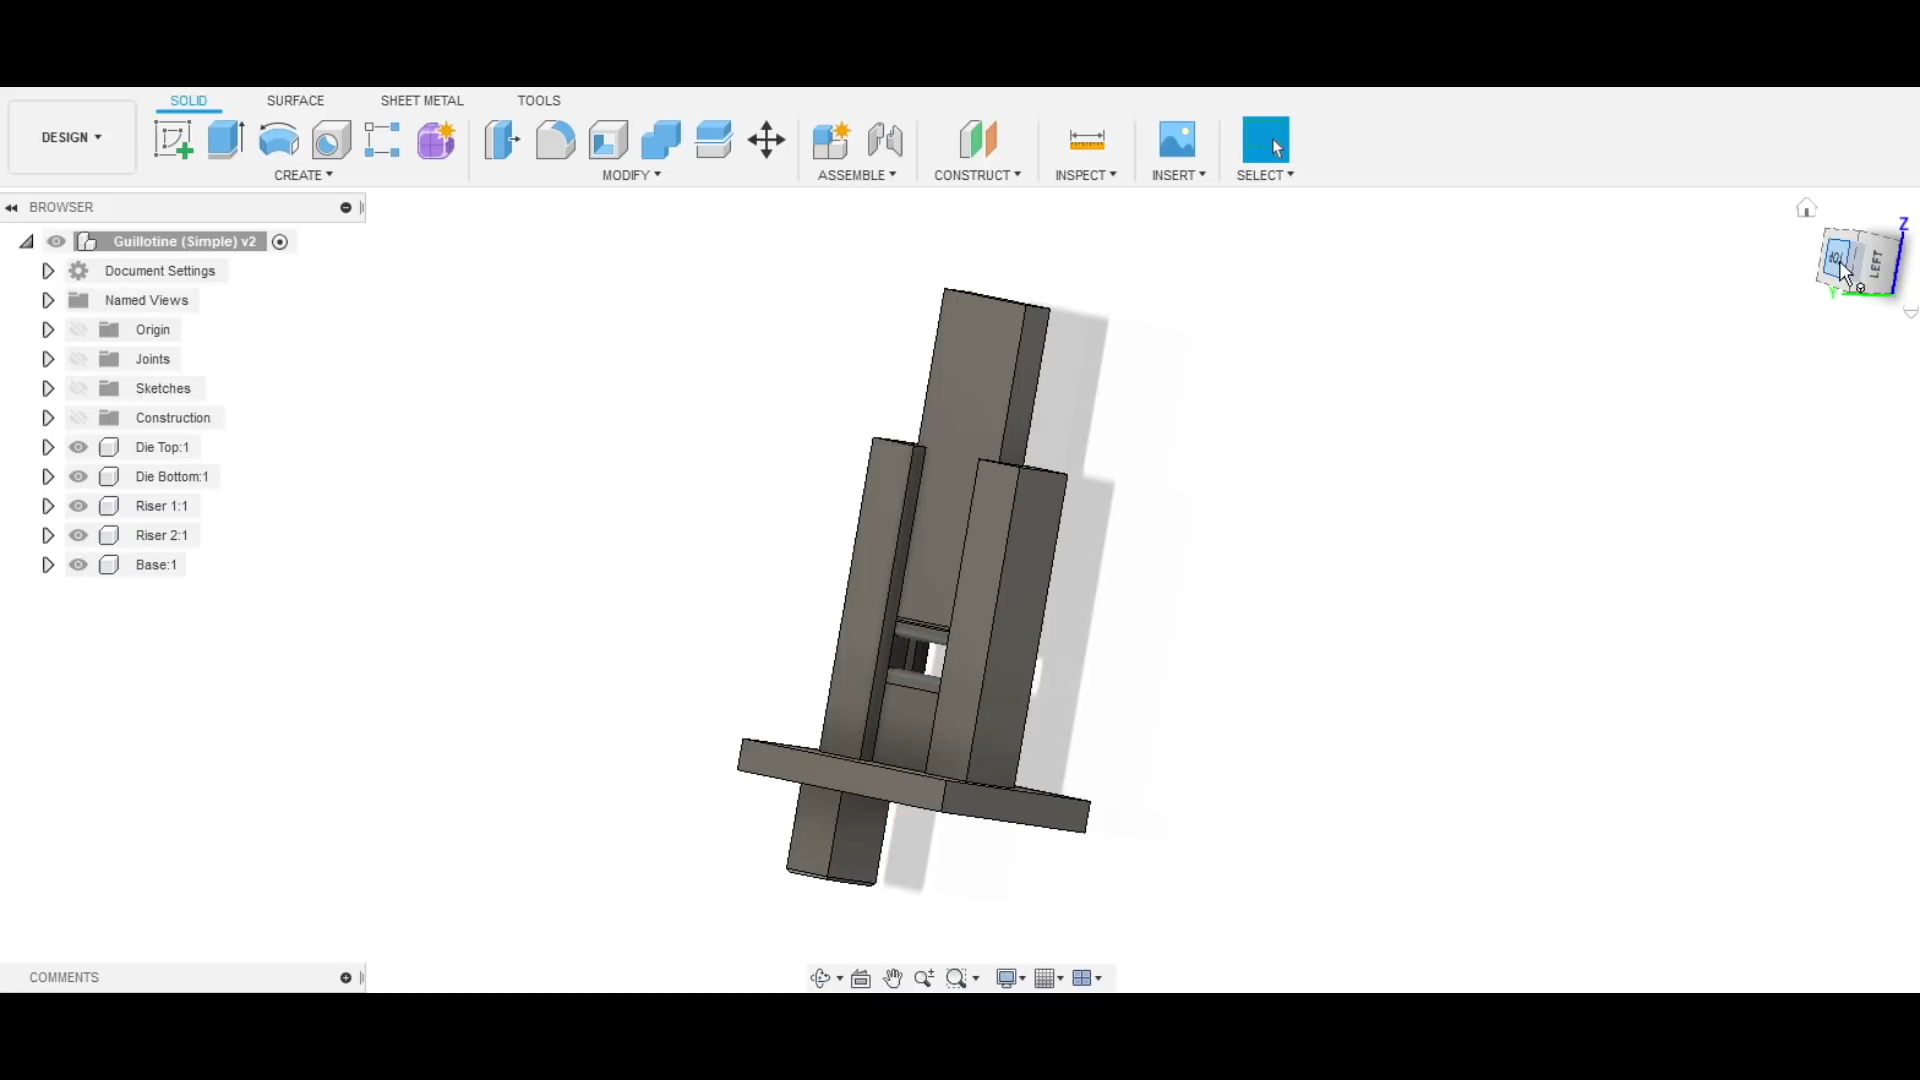 SOLID SURFACE SHEET METAL TOOLS
DESIGN
CREATE MODIFY ASSEMBLE CONSTRUCT INSPECT INSERT SELECT
BROWSER
Guillotine (Simple) v2
Document Settings
Named Views
Origin
Joints
Sketches
Construction
Die Top:1
Die Bottom:1
Riser 1:1
Riser 2:1
Base:1
Z
TOP
LEFT
Y
COMMENTS